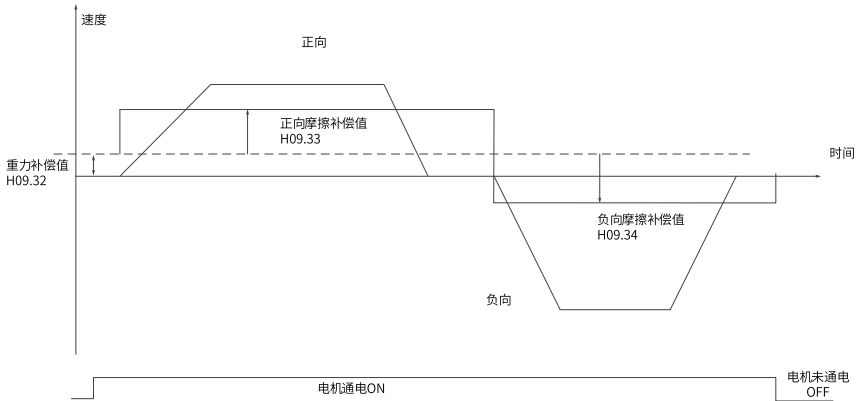 速度
正向
正向摩擦补偿值
H09.33
重力补偿值
H09.32
时间
负向摩擦补偿值
H09.34
负向
电机通电ON
电机未通电
OFF